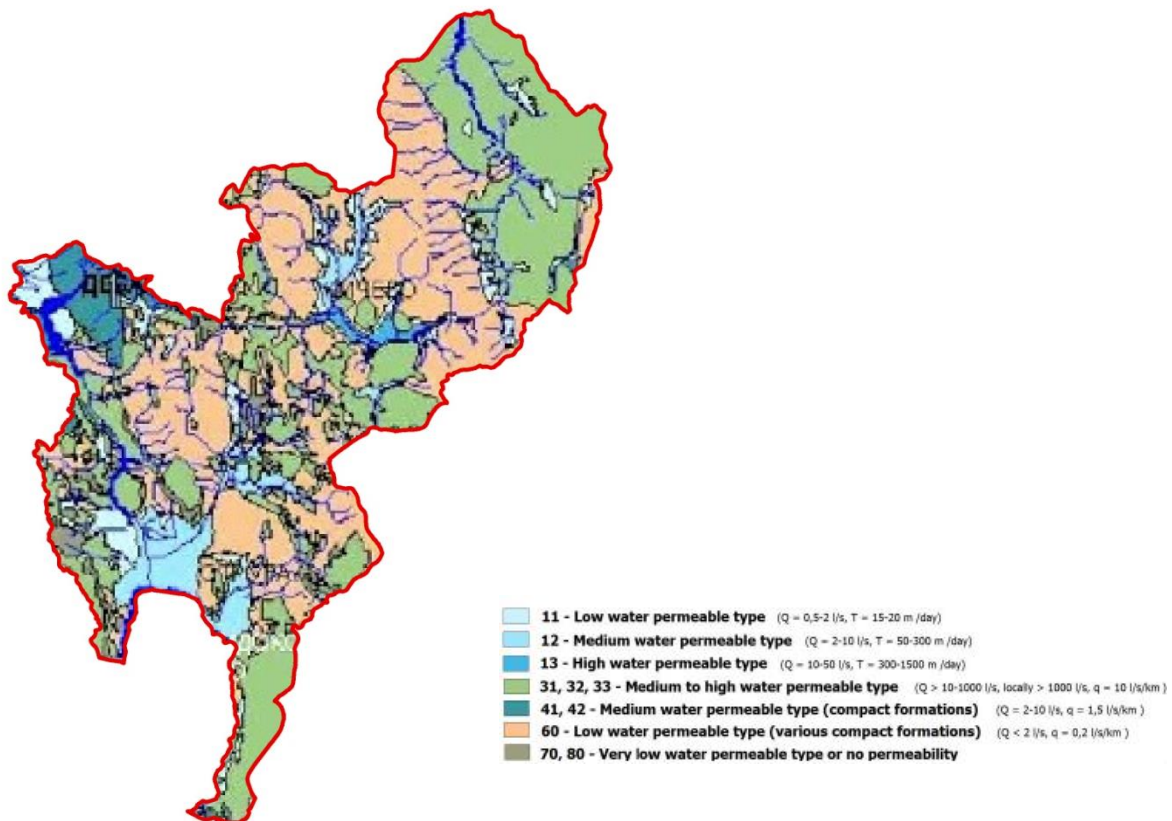 11 - Low water permeable type (Q = 0,5-2 l/s, T = 15-20 m /day)
12 - Medium water permeable type (Q = 2-10 l/s, T = 50-300 m /day)
13 - High water permeable type (Q = 10-50 l/s, T = 300-1500 m /day)
31, 32, 33 - Medium to high water permeable type (Q > 10-1000 l/s, locally > 1000 l/s, q = 10 l/s/km )
41, 42 - Medium water permeable type (compact formations) (Q = 2-10 l/s, q = 1,5 l/s/km )
60 - Low water permeable type (various compact formations) (Q < 2 l/s, q = 0,2 l/s/km )
70, 80 - Very low water permeable type or no permeability